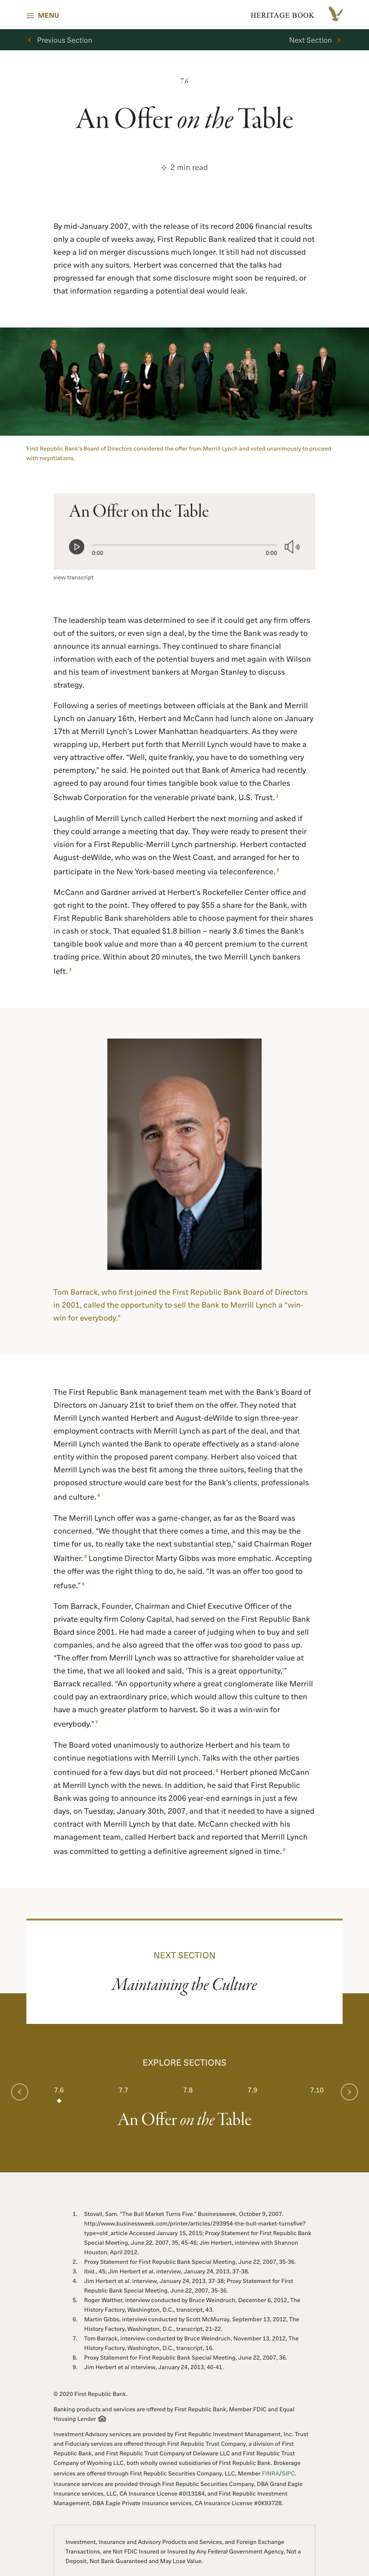 MENU
HERITAGE BOOK
Previous Section
Next Section
7.6
An Offer on the Table
2 min read
By mid-January 2007, with the release of its record 2006 financial results
only a couple of weeks away, First Republic Bank realized that it could not
keep a lid on merger discussions much longer. It still had not discussed
price with any suitors. Herbert was concerned that the talks had
progressed far enough that some disclosure might soon be required, or
that information regarding a potential deal would leak.
First Republic Bank's Board of Directors considered the offer from Merrill Lynch and voted unanimously to proceed
with negotiations.
An Offer on the Table
0:00
0:00
view transcript
The leadership team was determined to see if it could get any firm offers
out of the suitors, or even sign a deal, by the time the Bank was ready to
announce its annual earnings. They continued to share financial
information with each of the potential buyers and met again with Wilson
and his team of investment bankers at Morgan Stanley to discuss
strategy.
Following a series of meetings between officials at the Bank and Merrill
Lynch on January 16th, Herbert and McCann had lunch alone on January
17th at Merrill Lynch's Lower Manhattan headquarters. As they were
wrapping up, Herbert put forth that Merrill Lynch would have to make a
very attractive offer. “Well, quite frankly, you have to do something very
peremptory,” he said. He pointed out that Bank of America had recently
agreed to pay around four times tangible book value to the Charles
Schwab Corporation for the venerable private bank, U.S. Trust. 1
Laughlin of Merrill Lynch called Herbert the next morning and asked if
they could arrange a meeting that day. They were ready to present their
vision for a First Republic-Merrill Lynch partnership. Herbert contacted
August-deWilde, who was on the West Coast, and arranged for her to
participate in the New York-based meeting via teleconference. 2
McCann and Gardner arrived at Herbert's Rockefeller Center office and
got right to the point. They offered to pay $55 a share for the Bank, with
First Republic Bank shareholders able to choose payment for their shares
in cash or stock. That equaled $1.8 billion – nearly 3.6 times the Bank's
tangible book value and more than a 40 percent premium to the current
trading price. Within about 20 minutes, the two Merrill Lynch bankers
left. 3
Tom Barrack, who first joined the First Republic Bank Board of Directors
in 2001, called the opportunity to sell the Bank to Merrill Lynch a “win-
win for everybody.”
The First Republic Bank management team met with the Bank's Board of
Directors on January 21st to brief them on the offer. They noted that
Merrill Lynch wanted Herbert and August-deWilde to sign three-year
employment contracts with Merrill Lynch as part of the deal, and that
Merrill Lynch wanted the Bank to operate effectively as a stand-alone
entity within the proposed parent company. Herbert also voiced that
Merrill Lynch was the best fit among the three suitors, feeling that the
proposed structure would care best for the Bank's clients, professionals
and culture. 4
The Merrill Lynch offer was a game-changer, as far as the Board was
concerned. “We thought that there comes a time, and this may be the
time for us, to really take the next substantial step,” said Chairman Roger
Walther. 5 Longtime Director Marty Gibbs was more emphatic. Accepting
the offer was the right thing to do, he said. “It was an offer too good to
refuse.” 6
Tom Barrack, Founder, Chairman and Chief Executive Officer of the
private equity firm Colony Capital, had served on the First Republic Bank
Board since 2001. He had made a career of judging when to buy and sell
companies, and he also agreed that the offer was too good to pass up.
“The offer from Merrill Lynch was so attractive for shareholder value at
the time, that we all looked and said, ‘This is a great opportunity,’”
Barrack recalled. “An opportunity where a great conglomerate like Merrill
could pay an extraordinary price, which would allow this culture to then
have a much greater platform to harvest. So it was a win-win for
everybody.” 7
The Board voted unanimously to authorize Herbert and his team to
continue negotiations with Merrill Lynch. Talks with the other parties
continued for a few days but did not proceed. 8 Herbert phoned McCann
at Merrill Lynch with the news. In addition, he said that First Republic
Bank was going to announce its 2006 year-end earnings in just a few
days, on Tuesday, January 30th, 2007, and that it needed to have a signed
contract with Merrill Lynch by that date. McCann checked with his
management team, called Herbert back and reported that Merrill Lynch
was committed to getting a definitive agreement signed in time. 9
NEXT SECTION
Maintaining the Culture
EXPLORE SECTIONS
7.6
7.7
7.8
7.9
7.10
An Offer on the Table
1. Stovall, Sam. “The Bull Market Turns Five.” Businessweek, October 9, 2007.
http://www.businessweek.com/printer/articles/293954-the-bull-market-turnsfive?
type=old_article Accessed January 15, 2015; Proxy Statement for First Republic Bank
Special Meeting, June 22, 2007, 35, 45-46; Jim Herbert, interview with Shannon
Houston, April 2012.
2. Proxy Statement for First Republic Bank Special Meeting, June 22, 2007, 35-36.
3. Ibid., 45; Jim Herbert et al. interview, January 24, 2013, 37-38.
4. Jim Herbert et al. interview, January 24, 2013, 37-38; Proxy Statement for First
Republic Bank Special Meeting, June 22, 2007, 35-36.
5. Roger Walther, interview conducted by Bruce Weindruch, December 6, 2012, The
History Factory, Washington, D.C., transcript, 43.
6. Martin Gibbs, interview conducted by Scott McMurray, September 13, 2012, The
History Factory, Washington, D.C., transcript, 21-22.
7. Tom Barrack, interview conducted by Bruce Weindruch, November 13, 2012, The
History Factory, Washington, D.C., transcript, 16.
8. Proxy Statement for First Republic Bank Special Meeting, June 22, 2007, 36.
9. Jim Herbert et al interview, January 24, 2013, 40-41.
© 2020 First Republic Bank.
Banking products and services are offered by First Republic Bank, Member FDIC and Equal
Housing Lender
Investment Advisory services are provided by First Republic Investment Management, Inc. Trust
and Fiduciary services are offered through First Republic Trust Company, a division of First
Republic Bank, and First Republic Trust Company of Delaware LLC and First Republic Trust
Company of Wyoming LLC, both wholly owned subsidiaries of First Republic Bank. Brokerage
services are offered through First Republic Securities Company, LLC, Member FINRA/SIPC.
Insurance services are provided through First Republic Securities Company, DBA Grand Eagle
Insurance services, LLC, CA Insurance License #0I13184, and First Republic Investment
Management, DBA Eagle Private Insurance services, CA Insurance License #0K93728.
Investment, Insurance and Advisory Products and Services, and Foreign Exchange
Transactions, are Not FDIC Insured or Insured by Any Federal Government Agency, Not a
Deposit, Not Bank Guaranteed and May Lose Value.